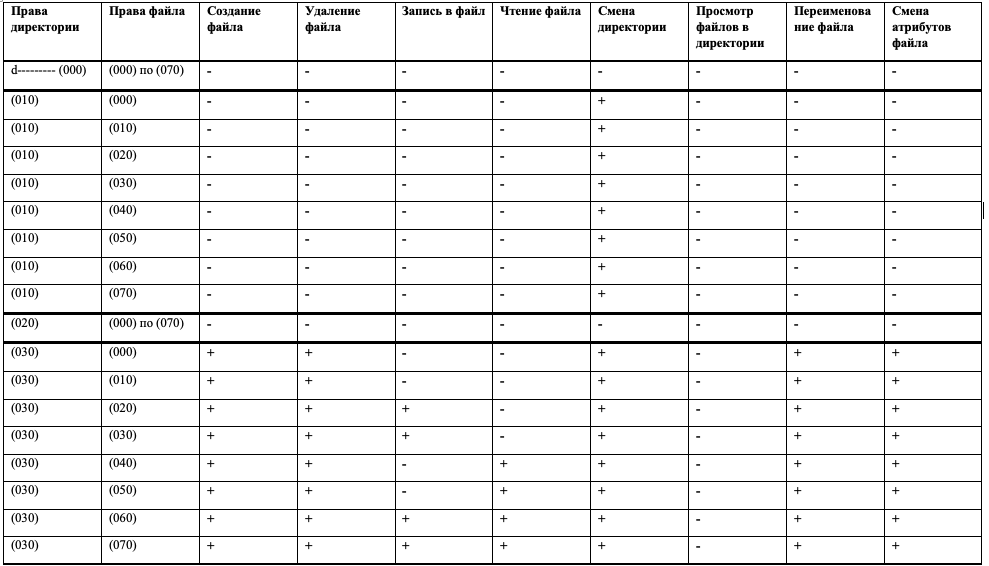 Права директории | Права файла | Создание файла | Удаление файла | Запись в файл | Чтение файла | Смена директории | Просмотр файлов в директории | Переименова ние файла | Смена атрибутов файла
d--------- (000) | (000) по (070) | - | - | - | - | - | - | - | -
(010) | (000) | - | - | - | - | + | - | - | -
(010) | (010) | - | - | - | - | + | - | - | -
(010) | (020) | - | - | - | - | + | - | - | -
(010) | (030) | - | - | - | - | + | - | - | -
(010) | (040) | - | - | - | - | + | - | - | -
(010) | (050) | - | - | - | - | + | - | - | -
(010) | (060) | - | - | - | - | + | - | - | -
(010) | (070) | - | - | - | - | + | - | - | -
(020) | (000) по (070) | - | - | - | - | - | - | - | -
(030) | (000) | + | + | - | - | + | - | + | +
(030) | (010) | + | + | - | - | + | - | + | +
(030) | (020) | + | + | + | - | + | - | + | +
(030) | (030) | + | + | + | - | + | - | + | +
(030) | (040) | + | + | - | + | + | - | + | +
(030) | (050) | + | + | - | + | + | - | + | +
(030) | (060) | + | + | + | + | + | - | + | +
(030) | (070) | + | + | + | + | + | - | + | +